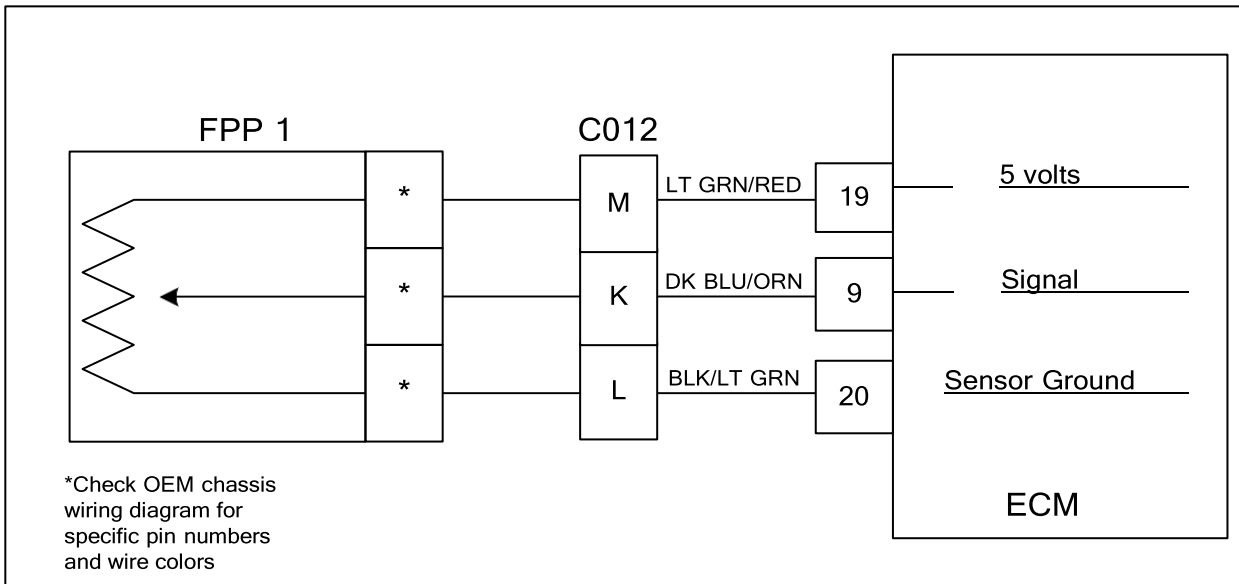 FPP 1
C012
*
M
LT GRN/RED
19
5 volts
*
K
DK BLU/ORN
9
Signal
*
L
BLK/LT GRN
20
Sensor Ground
*Check OEM chassis
wiring diagram for
specific pin numbers
and wire colors
ECM